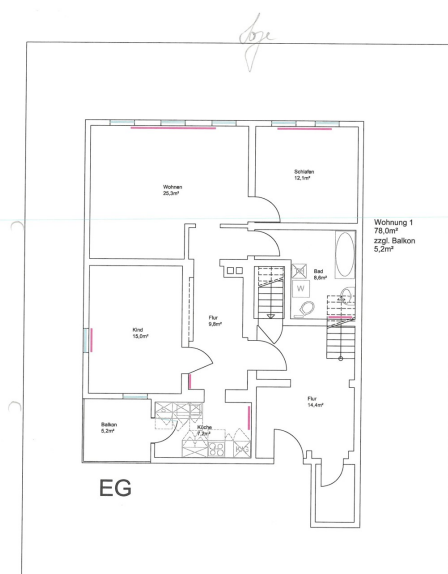 Wohnen
25,3m²
Schlafen
12,1m²
Wohnung 1
78,0m²
zzgl. Balkon
5,2m²
Bad
8,6m²
W
Flur
9,8m²
Kind
15,0m²
Flur
14,4m²
Balkon
5,2m²
Küche
EG